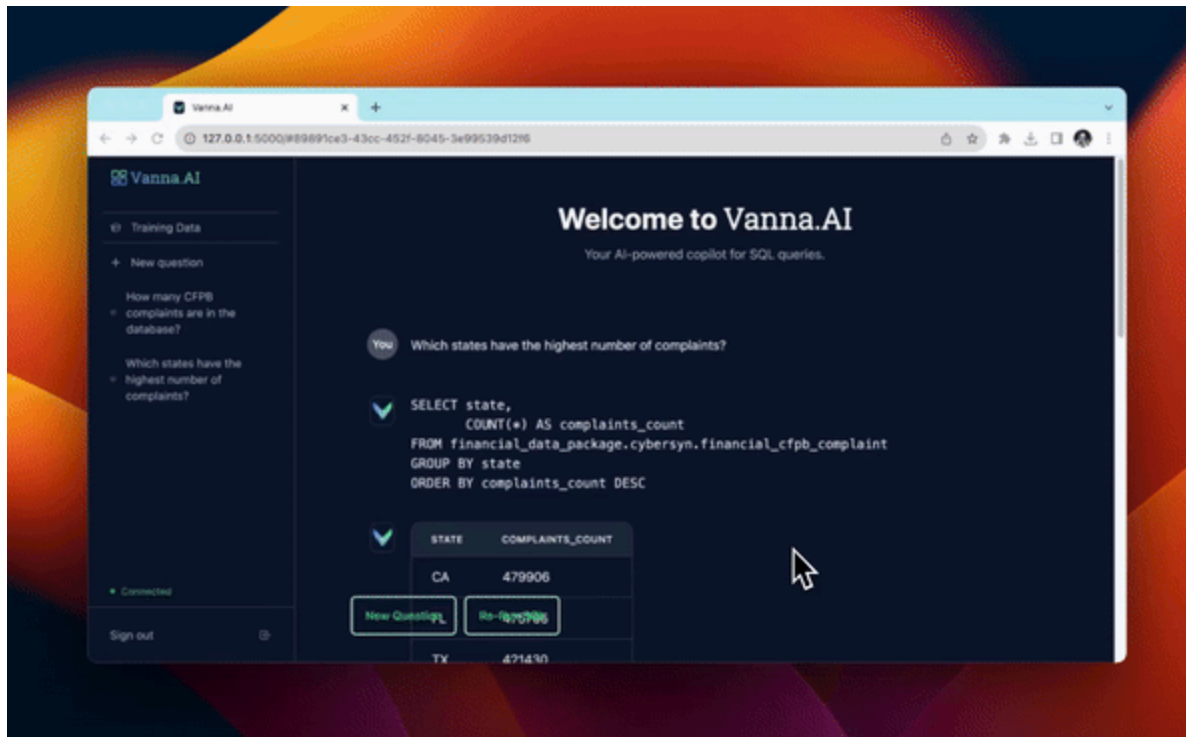 Vanna.AI
127.0.0.1:5000/#89891ce3-43cc-452f-8045-3e99539d12f6
Vanna.AI
Training Data
+ New question
How many CFPB
complaints are in the
database?
Which states have the
highest number of
complaints?
Connected
Sign out
Welcome to Vanna.AI
Your AI-powered copilot for SQL queries.
You
Which states have the highest number of complaints?
SELECT state,
COUNT(*) AS complaints_count
FROM financial_data_package.cybersyn.financial_cfpb_complaint
GROUP BY state
ORDER BY complaints_count DESC
STATE COMPLAINTS_COUNT
CA 479906
New Question
FL
TX 421430